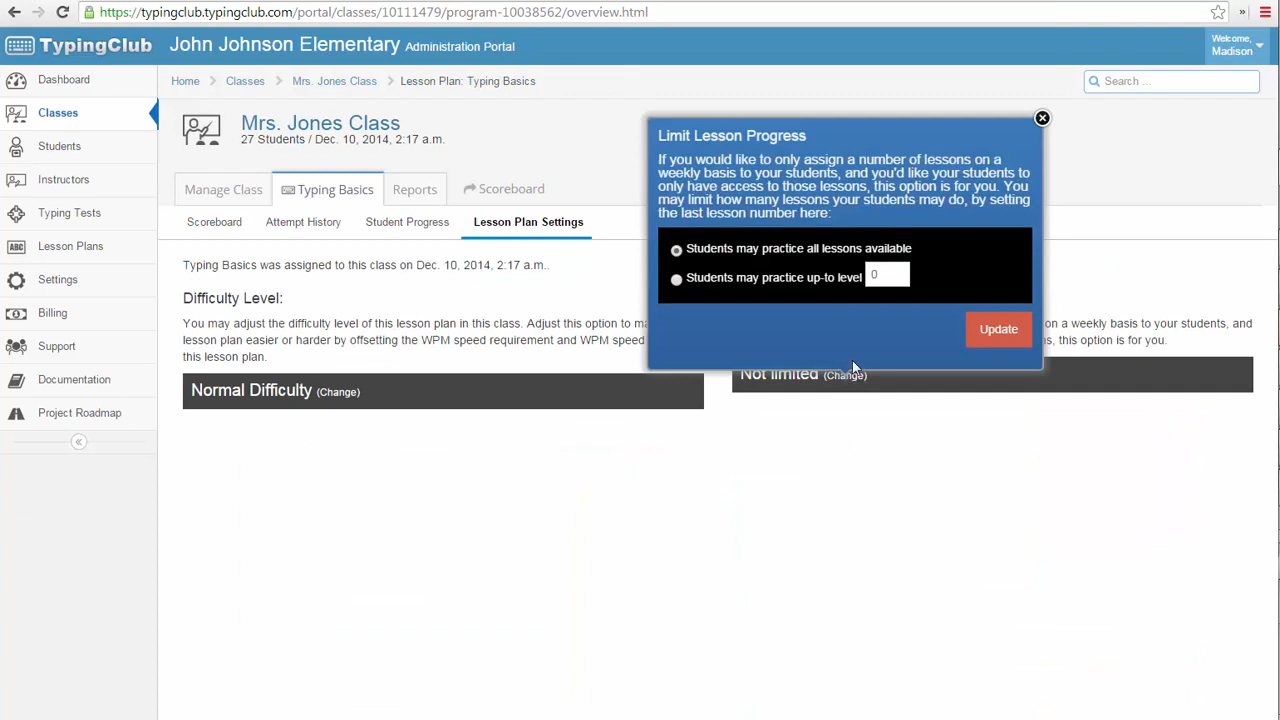 https://typingclub.typingclub.com/portal/classes/10111479/program-10038562/overview.html
TypingClub
John Johnson Elementary Administration Portal
Welcome,
Madison
Dashboard
Classes
Students
Instructors
Typing Tests
ABC Lesson Plans
Settings
Billing
Support
Documentation
Project Roadmap
Home Classes Mrs. Jones Class Lesson Plan: Typing Basics
Search ...
Mrs. Jones Class
27 Students / Dec. 10, 2014, 2:17 a.m.
Manage Class Typing Basics Reports Scoreboard
Scoreboard Attempt History Student Progress Lesson Plan Settings
Typing Basics was assigned to this class on Dec. 10, 2014, 2:17 a.m..
Difficulty Level:
You may adjust the difficulty level of this lesson plan in this class. Adjust this option to
lesson plan easier or harder by offsetting the WPM speed requirement and WPM speed
this lesson plan.
Normal Difficulty (Change)
Limit Lesson Progress
If you would like to only assign a number of lessons on a
weekly basis to your students, and you'd like your students to
only have access to those lessons, this option is for you. You
may limit how many lessons your students may do, by setting
the last lesson number here:
Students may practice all lessons available
Students may practice up-to level 0
Update
on a weekly basis to your students, and
this option is for you.
Not limited (Change)